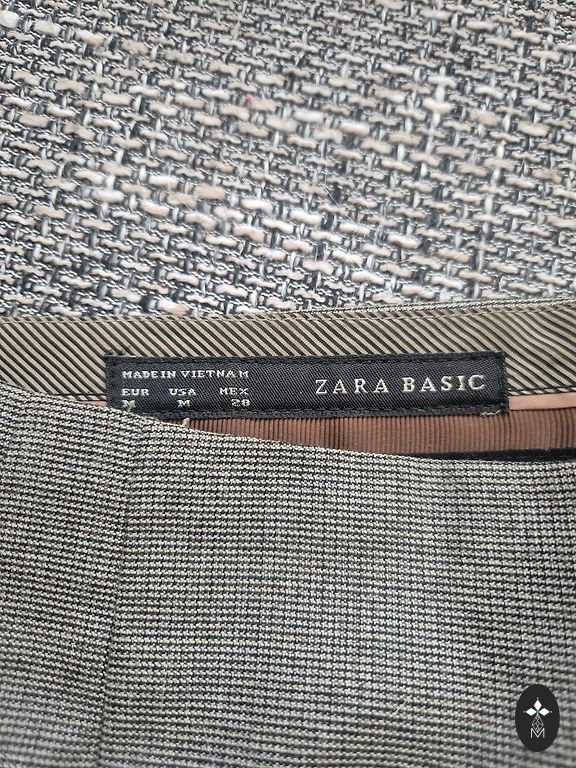 MADE IN VIETNAM
EUR USA MEX
M M 28
ZARA BASIC
M